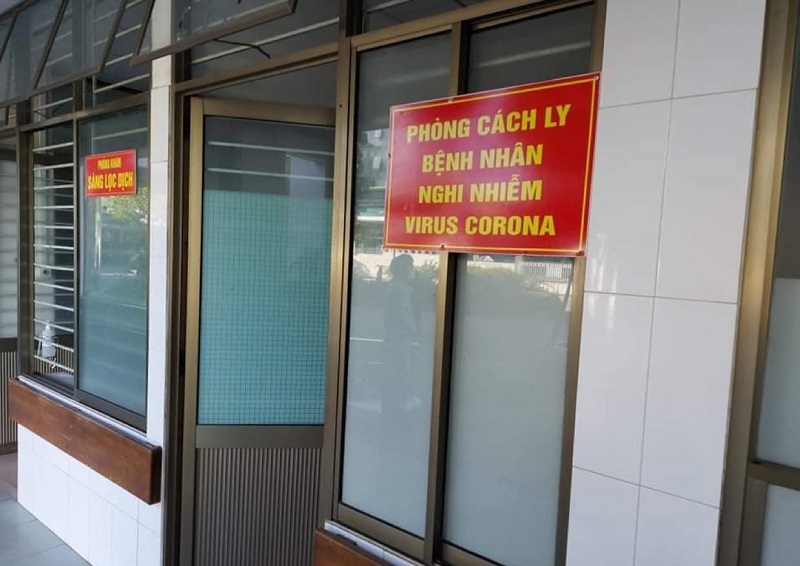 PHÒNG KHÁM
SÀNG LỌC DỊCH
PHÒNG CÁCH LY
BỆNH NHÂN
NGHI NHIỄM
VIRUS CORONA